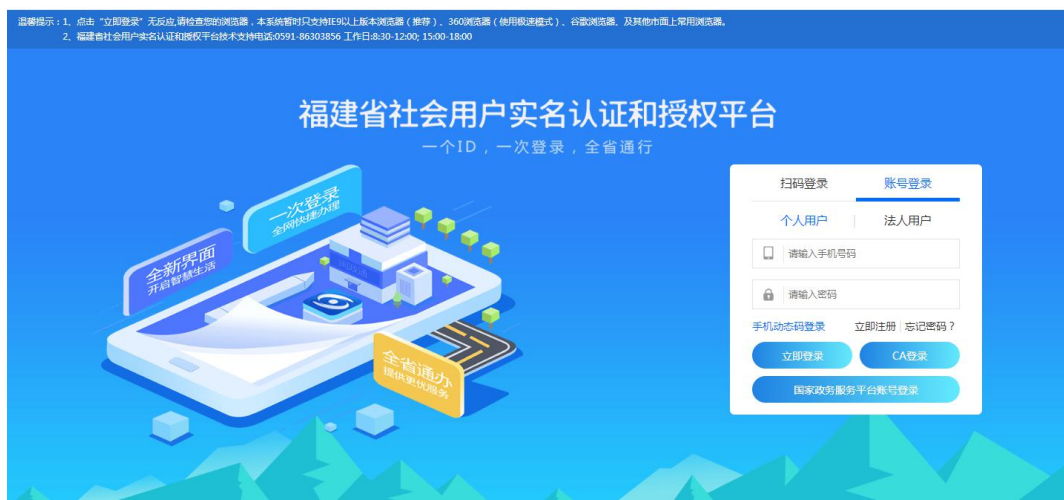 温馨提示：1、点击“立即登录”无反应,请检查您的浏览器，本系统暂时只支持IE9以上版本浏览器（推荐）、360浏览器（使用极速模式）、谷歌浏览器、及其他市面上常用浏览器。
2、福建省社会用户实名认证和授权平台技术支持电话:0591-86303856 工作日:8:30-12:00; 15:00-18:00
福建省社会用户实名认证和授权平台
一个ID，一次登录，全省通行
一次登录
全网快捷办理
全新界面
开启智慧生活
全省通办
提供更优服务
扫码登录 账号登录
个人用户 法人用户
请输入手机号码
请输入密码
手机动态码登录 立即注册 忘记密码？
立即登录 CA登录
国家政务服务平台账号登录